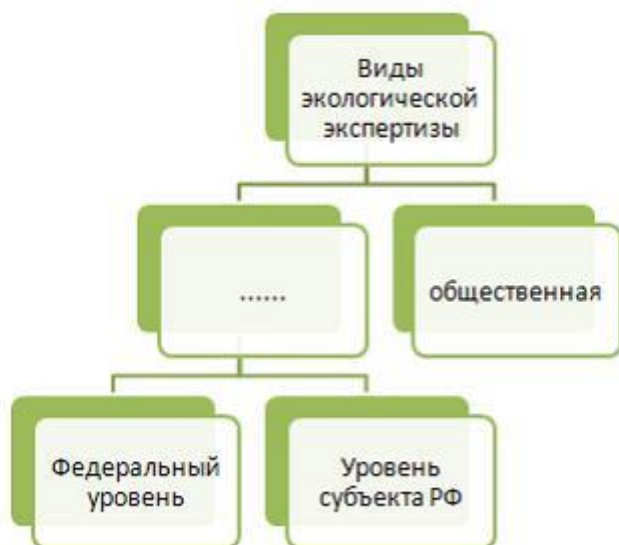 Виды
экологической
экспертизы
......
общественная
Федеральный
уровень
Уровень
субъекта РФ